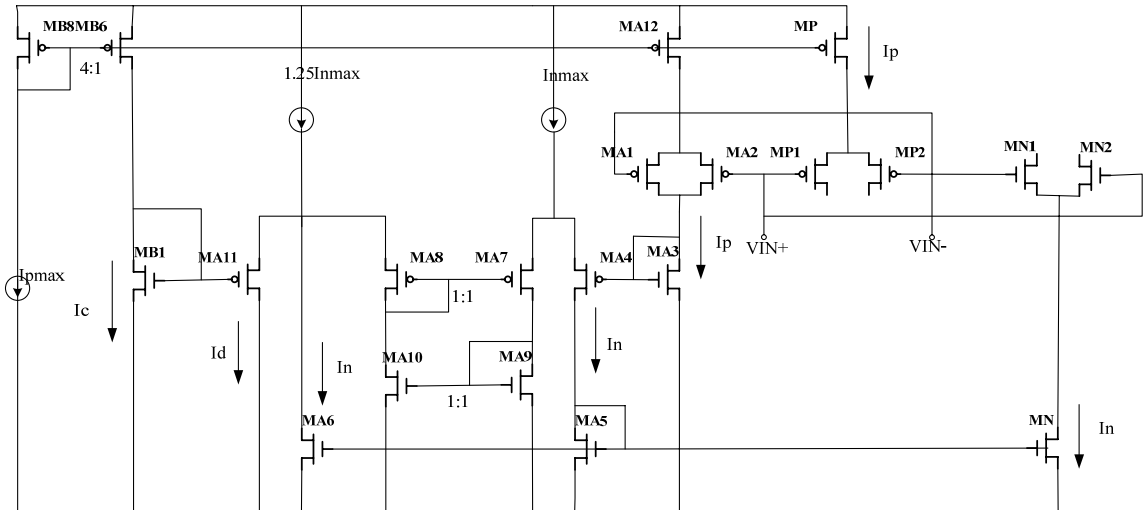 MB8MB6 MA12 MP
Ip
4:1
1.25Inmax Inmax
MA1 MA2 MP1 MP2 MN1 MN2
VIN+ VIN-
MB1 MA11 MA8 MA7 MA4 Ip MA3
Ipmax
1:1
Ic
Id In In
MA10 MA9
1:1
MA6 MA5 MN
In